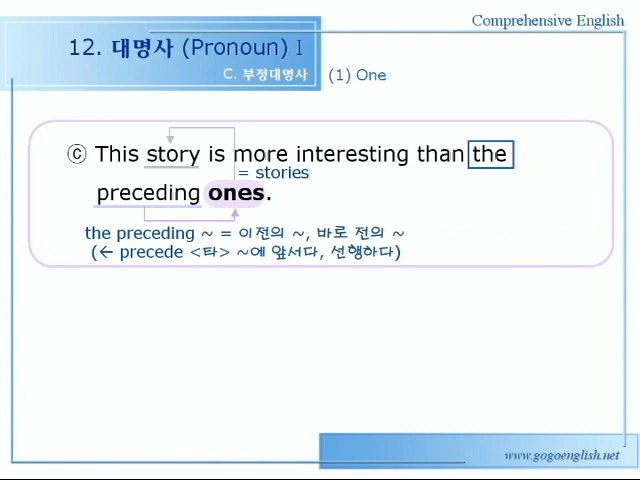 Comprehensive English
12. 대명사 (Pronoun) I
C. 부정대명사
(1) One
ⓒ This story is more interesting than the
= stories
preceding ones.
the preceding ~ = 이전의 ~, 바로 전의 ~
(← precede <타> ~에 앞서다, 선행하다)
www.gogoenglish.net